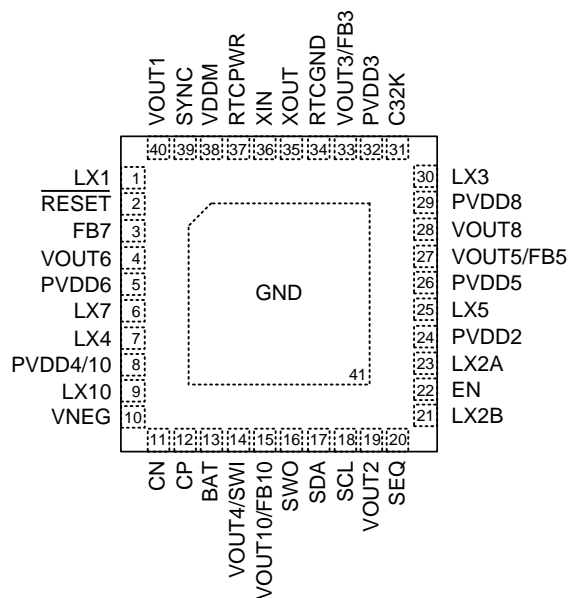 VOUT1
SYNC
VDDM
RTCPWR
XIN
XOUT
RTCGND
VOUT3/FB3
PVDD3
C32K
40
39
38
37
36
35
34
33
32
31
LX1 1
RESET 2
FB7 3
VOUT6 4
PVDD6 5
LX7 6
LX4 7
PVDD4/10 8
LX10 9
VNEG 10
GND
41
30 LX3
29 PVDD8
28 VOUT8
27 VOUT5/FB5
26 PVDD5
25 LX5
24 PVDD2
23 LX2A
22 EN
21 LX2B
11
12
13
14
15
16
17
18
19
20
CN
CP
BAT
VOUT4/SWI
VOUT10/FB10
SWO
SDA
SCL
VOUT2
SEQ